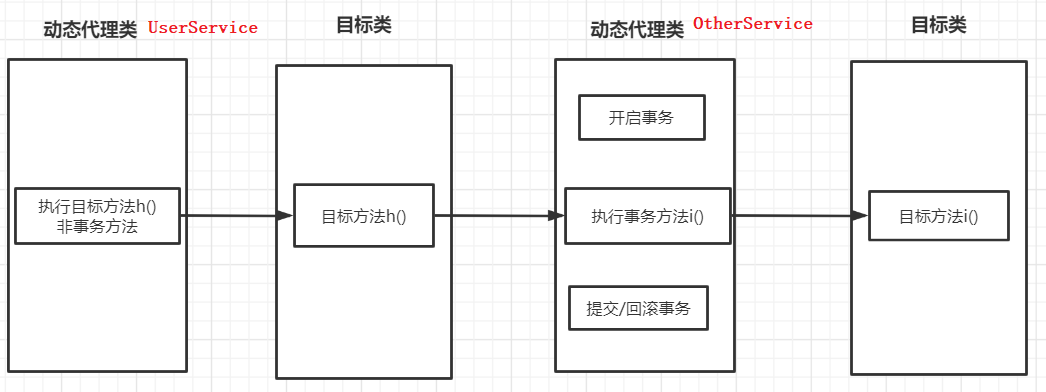 动态代理类 UserService
目标类
动态代理类 OtherService
目标类
开启事务
执行目标方法h()
非事务方法
目标方法h()
执行事务方法i()
目标方法i()
提交/回滚事务